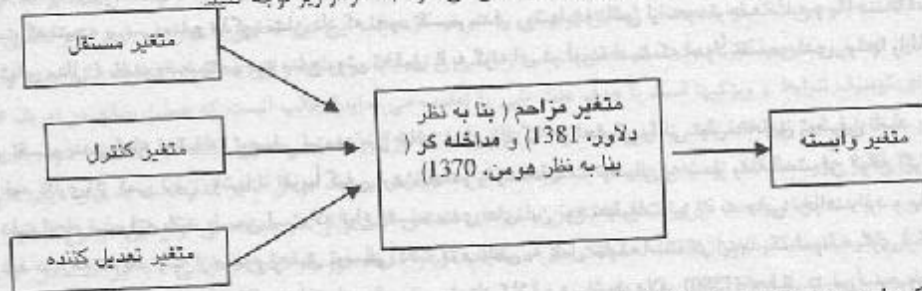 متغیر مستقل
متغیر کنترل
متغیر تعدیل کننده
متغیر مزاحم ( بنا به نظر
دلاور، 1381) و مداخله گر (
بنا به نظر هومن، 1370)
متغیر وابسته